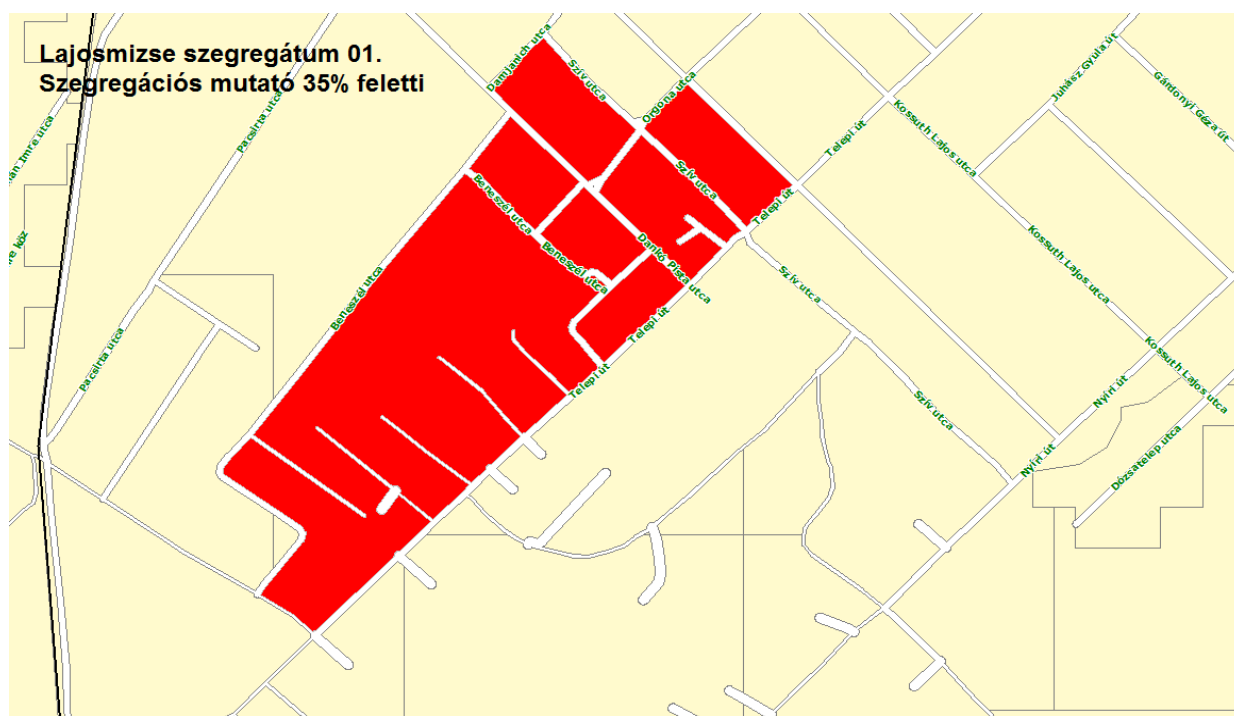 Lajosmizse szegregátum 01.
Szegregációs mutató 35% feletti
Damjanich utca
Szív utca
Orgona utca
Juhász Gyula út
Gárdonyi Géza út
Pacsirta utca
Imre utca
Telepi út
Kossuth Lajos utca
Beneszél utca
Szív utca
Telepi út
Beneszél utca
Dankó Pista utca
köz
Kossuth Lajos utca
Szív utca
Beneszél utca
Telepi út
Pacsirta utca
Kossuth Lajos utca
Telepi út
Nyíri út
Szív utca
Nyíri út
Dózsatelep utca